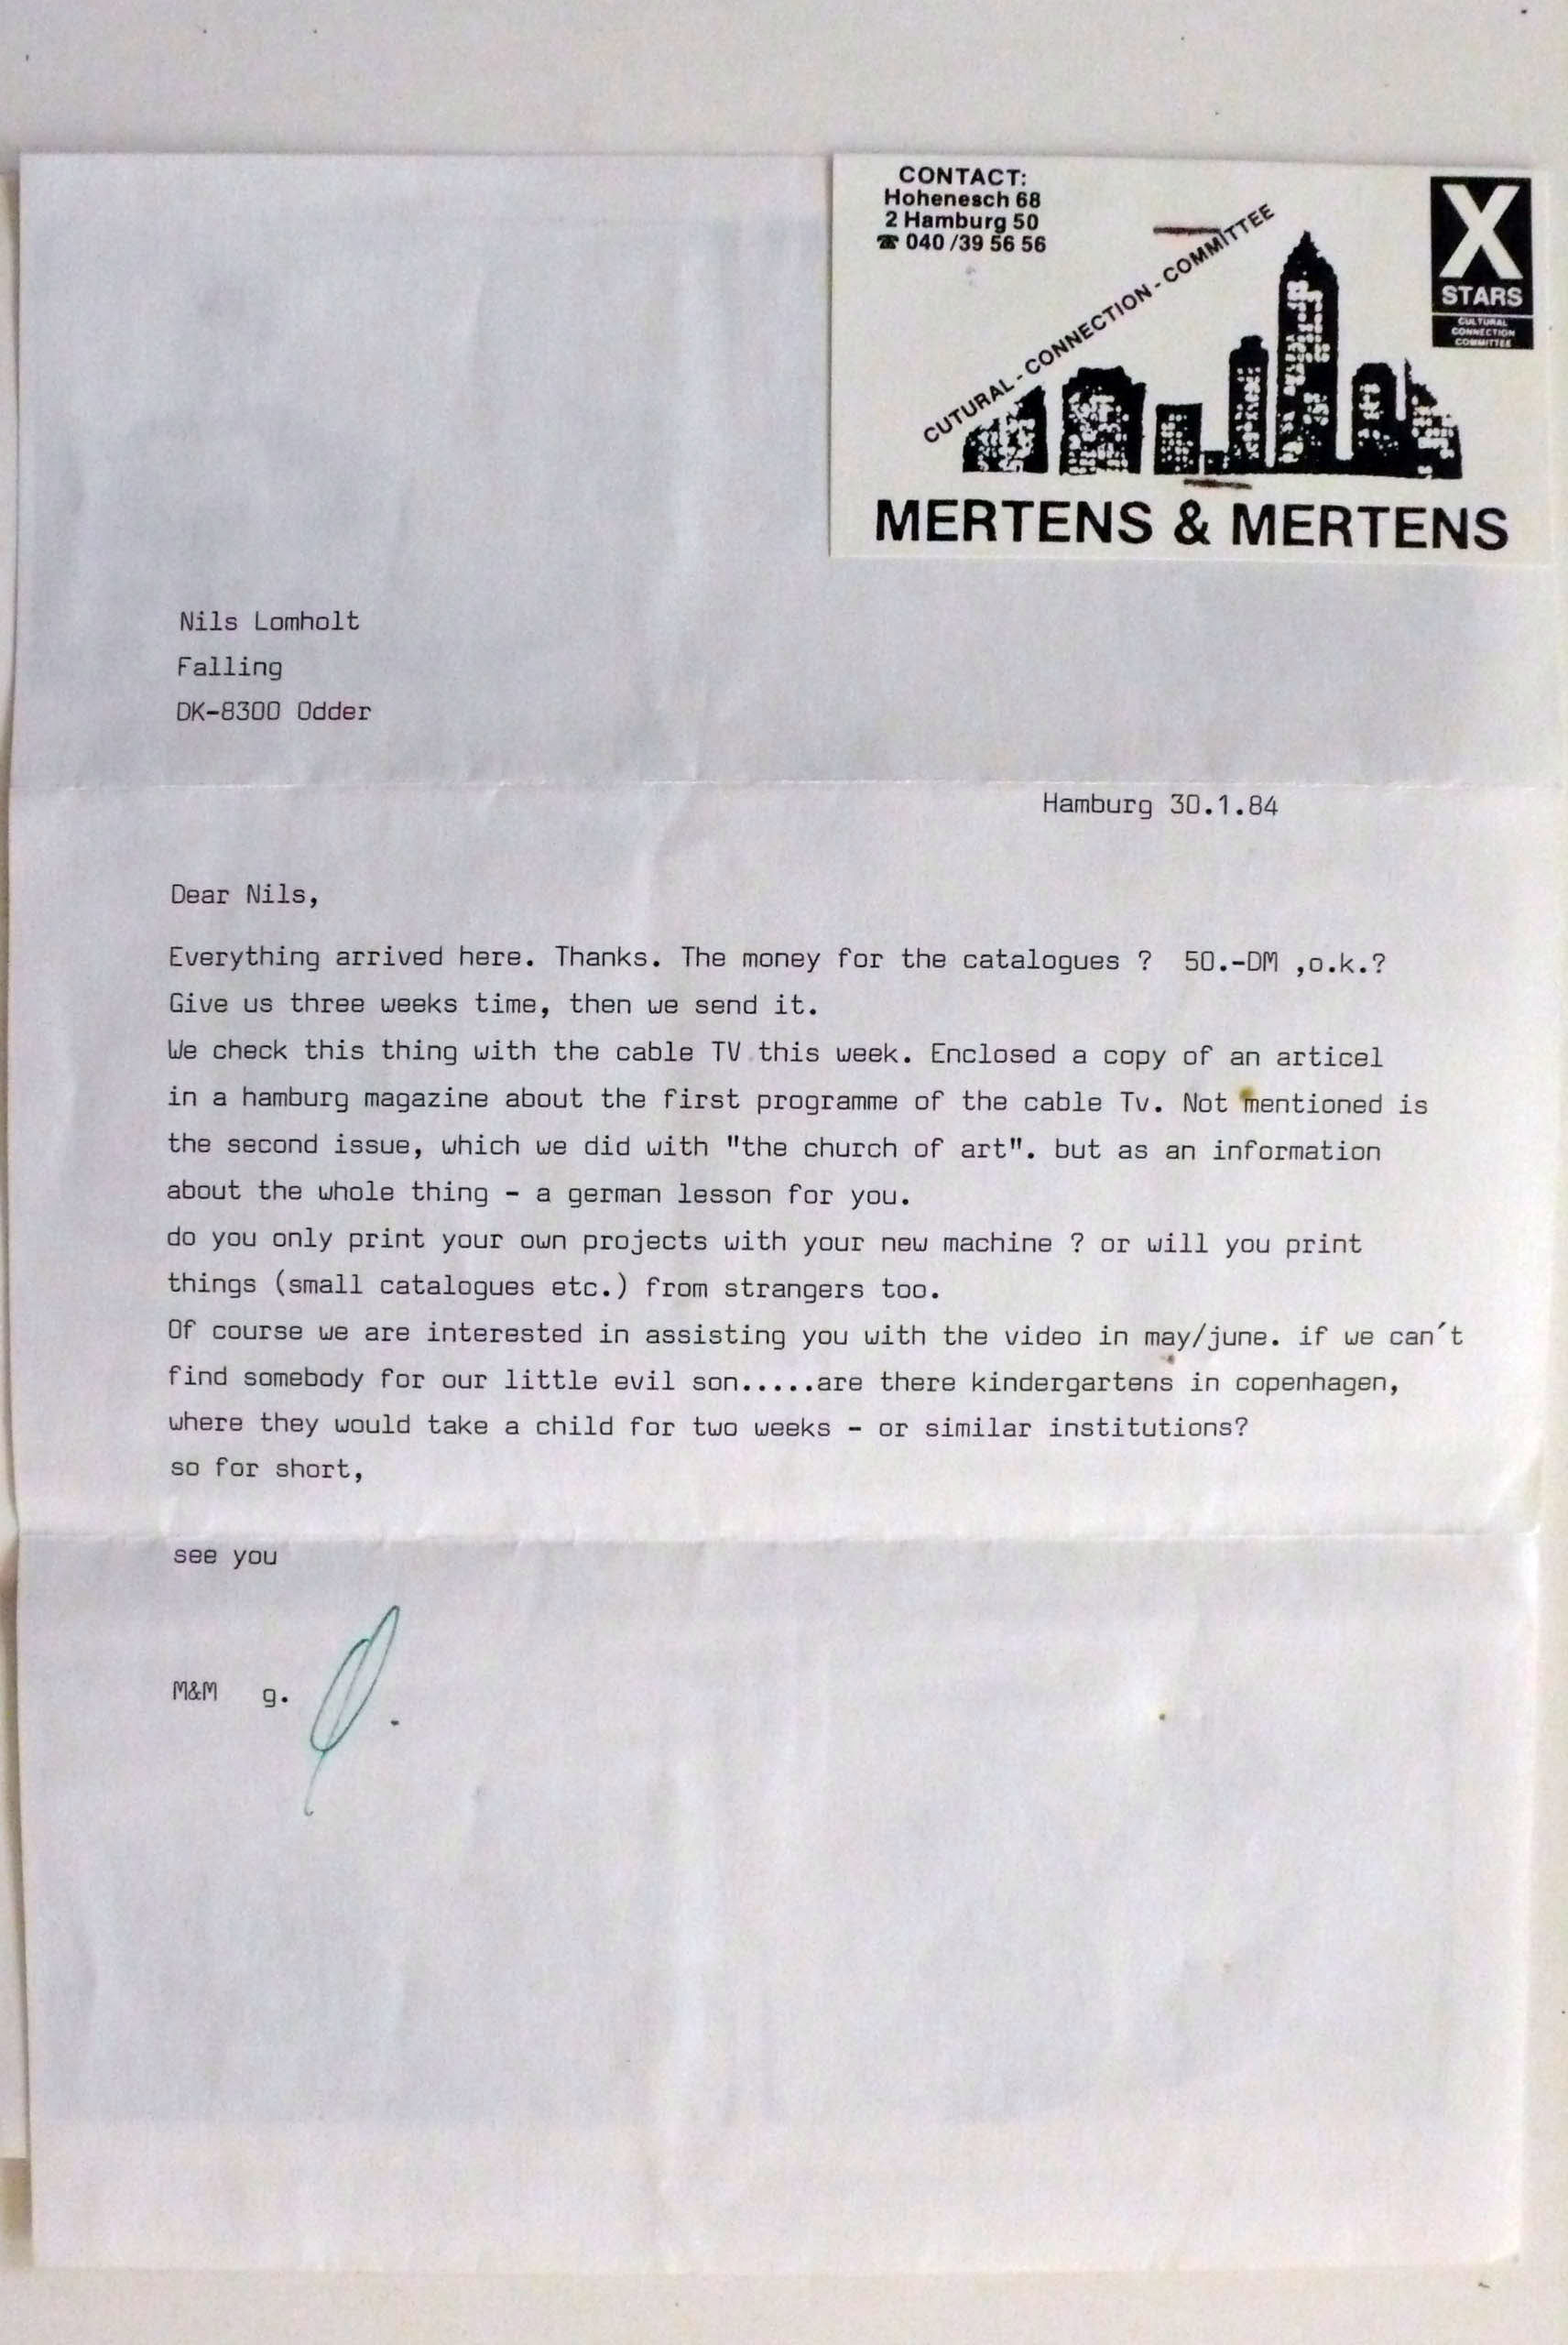 CONTACT:
Hohenesch 68
2 Hamburg 50
☎ 040/39 56 56
CUTURAL-CONNECTION-COMMITTEE
X
STARS
CULTURAL
CONNECTION
COMMITTEE
MERTENS & MERTENS
Nils Lomholt
Falling
DK-8300 Odder
Hamburg 30.1.84
Dear Nils,
Everything arrived here. Thanks. The money for the catalogues ? 50.-DM ,o.k.?
Give us three weeks time, then we send it.
We check this thing with the cable TV this week. Enclosed a copy of an articel
in a hamburg magazine about the first programme of the cable Tv. Not mentioned is
the second issue, which we did with "the church of art". but as an information
about the whole thing - a german lesson for you.
do you only print your own projects with your new machine ? or will you print
things (small catalogues etc.) from strangers too.
Of course we are interested in assisting you with the video in may/june. if we can´t
find somebody for our little evil son.....are there kindergartens in copenhagen,
where they would take a child for two weeks - or similar institutions?
so for short,
see you
M&M g.